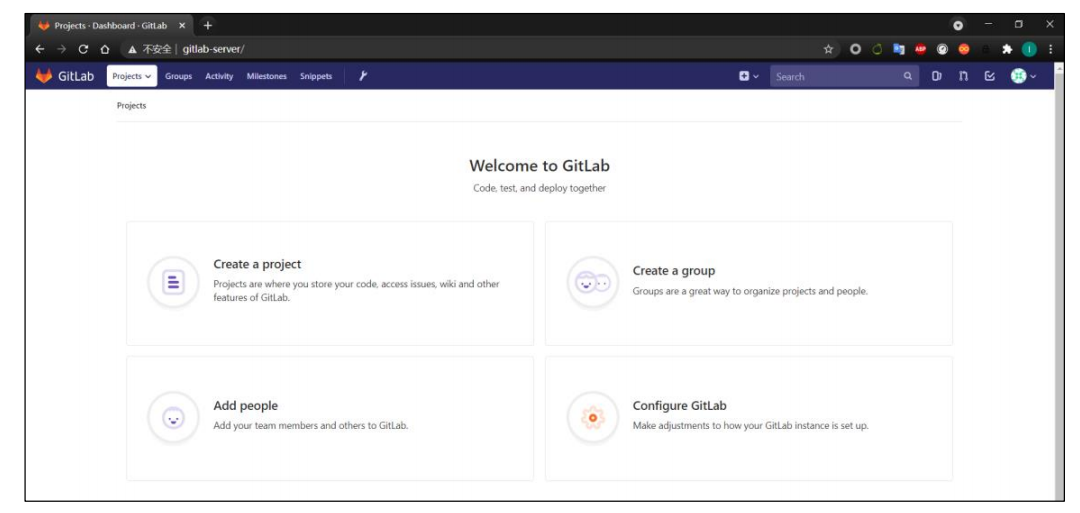 Projects · Dashboard · GitLab
不安全 gitlab-server/
GitLab Projects Groups Activity Milestones Snippets Search
Projects
Welcome to GitLab
Code, test, and deploy together
Create a project
Projects are where you store your code, access issues, wiki and other
features of GitLab.
Create a group
Groups are a great way to organize projects and people.
Add people
Add your team members and others to GitLab.
Configure GitLab
Make adjustments to how your GitLab instance is set up.